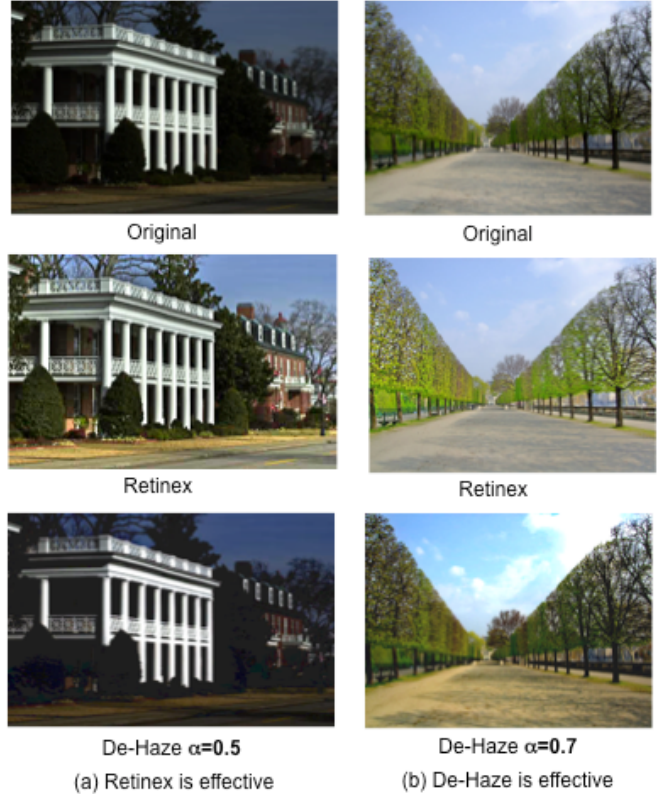 Original
Original
Retinex
Retinex
De-Haze α=0.5
De-Haze α=0.7
(a) Retinex is effective
(b) De-Haze is effective